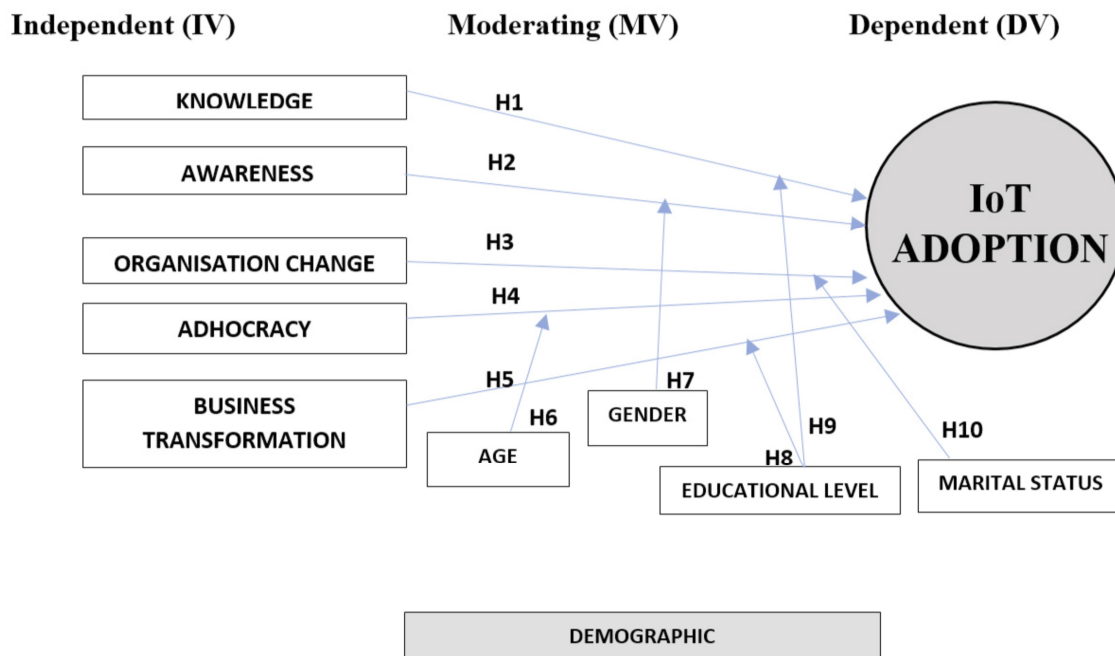 Independent (IV)
Moderating (MV)
Dependent (DV)
KNOWLEDGE
H1
AWARENESS
H2
IoT
ADOPTION
ORGANISATION CHANGE
H3
ADHOCRACY
H4
BUSINESS
TRANSFORMATION
H5
H6
AGE
H7
GENDER
H9
H8
EDUCATIONAL LEVEL
H10
MARITAL STATUS
DEMOGRAPHIC